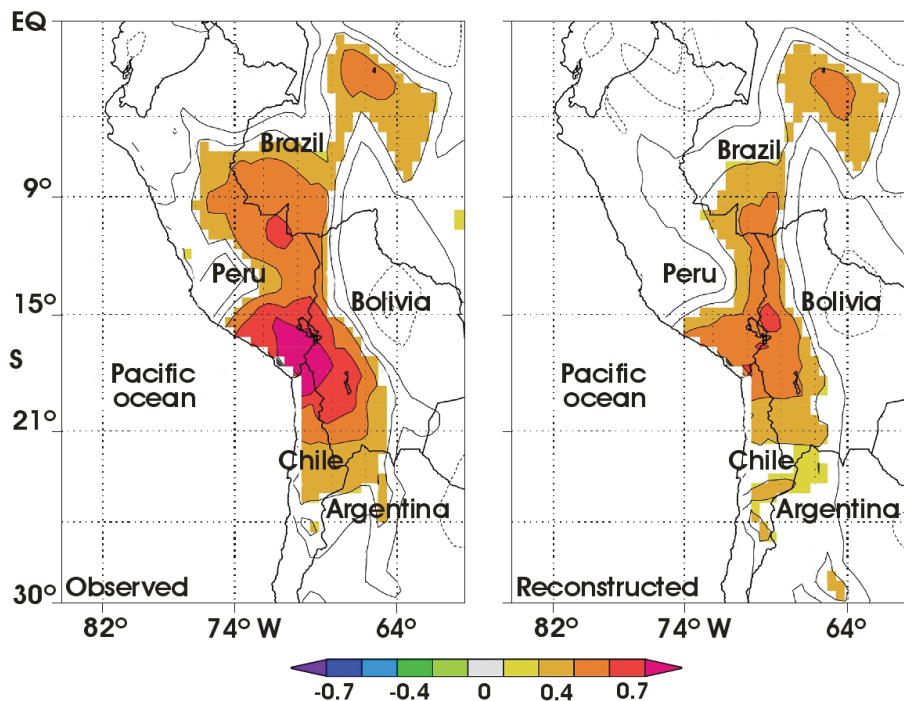 EQ
Brazil
Brazil
9°
Peru
Bolivia
Peru
Bolivia
15°
S
Pacific
ocean
Pacific
ocean
21°
Chile
Chile
Argentina
Argentina
30°
Observed
Reconstructed
82°
74° W
64°
82°
74° W
64°
-0.7
-0.4
0
0.4
0.7